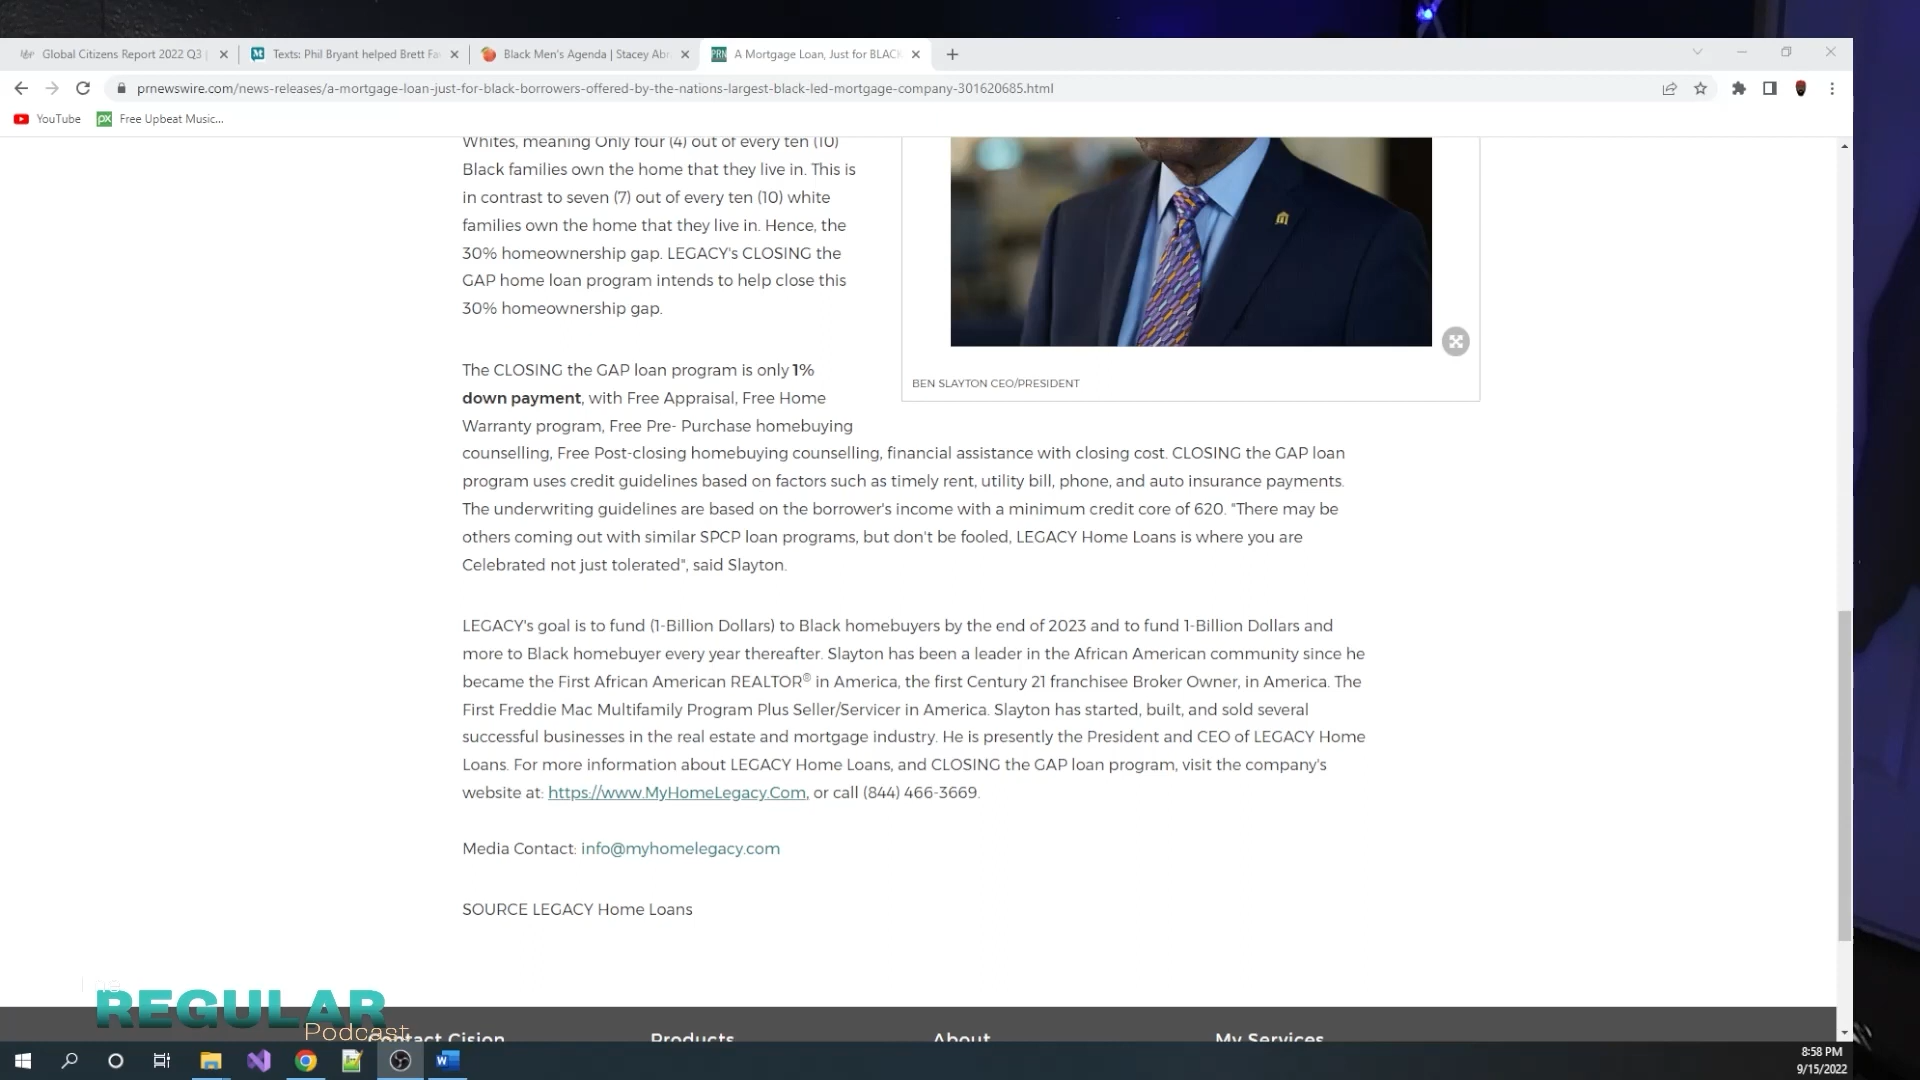 Global Citizens Report 2022 Q3 |
Texts: Phil Bryant helped Brett Fa
Black Men's Agenda | Stacey Abr
PRN
A Mortgage Loan, Just for BLACK
prnewswire.com/news-releases/a-mortgage-loan-just-for-black-borrowers-offered-by-the-nations-largest-black-led-mortgage-company-301620685.html
YouTube
Free Upbeat Music...
Whites, meaning Only four (4) out of every ten (10)
Black families own the home that they live in. This is
in contrast to seven (7) out of every ten (10) white
families own the home that they live in. Hence, the
30% homeownership gap. LEGACY's CLOSING the
GAP home loan program intends to help close this
30% homeownership gap.
BEN SLAYTON CEO/PRESIDENT
The CLOSING the GAP loan program is only 1%
down payment, with Free Appraisal, Free Home
Warranty program, Free Pre- Purchase homebuying
counselling, Free Post-closing homebuying counselling, financial assistance with closing cost. CLOSING the GAP loan
program uses credit guidelines based on factors such as timely rent, utility bill, phone, and auto insurance payments.
The underwriting guidelines are based on the borrower's income with a minimum credit core of 620. "There may be
others coming out with similar SPCP loan programs, but don't be fooled, LEGACY Home Loans is where you are
Celebrated not just tolerated", said Slayton.
LEGACY's goal is to fund (1-Billion Dollars) to Black homebuyers by the end of 2023 and to fund 1-Billion Dollars and
more to Black homebuyer every year thereafter. Slayton has been a leader in the African American community since he
became the First African American REALTOR® in America, the first Century 21 franchisee Broker Owner, in America. The
First Freddie Mac Multifamily Program Plus Seller/Servicer in America. Slayton has started, built, and sold several
successful businesses in the real estate and mortgage industry. He is presently the President and CEO of LEGACY Home
Loans. For more information about LEGACY Home Loans, and CLOSING the GAP loan program, visit the company's
website at: https://www.MyHomeLegacy.Com, or call (844) 466-3669.
Media Contact: info@myhomelegacy.com
SOURCE LEGACY Home Loans
The
REGULAR
Podcast
Contact Cision
Products
About
My Services
8:58 PM
9/15/2022